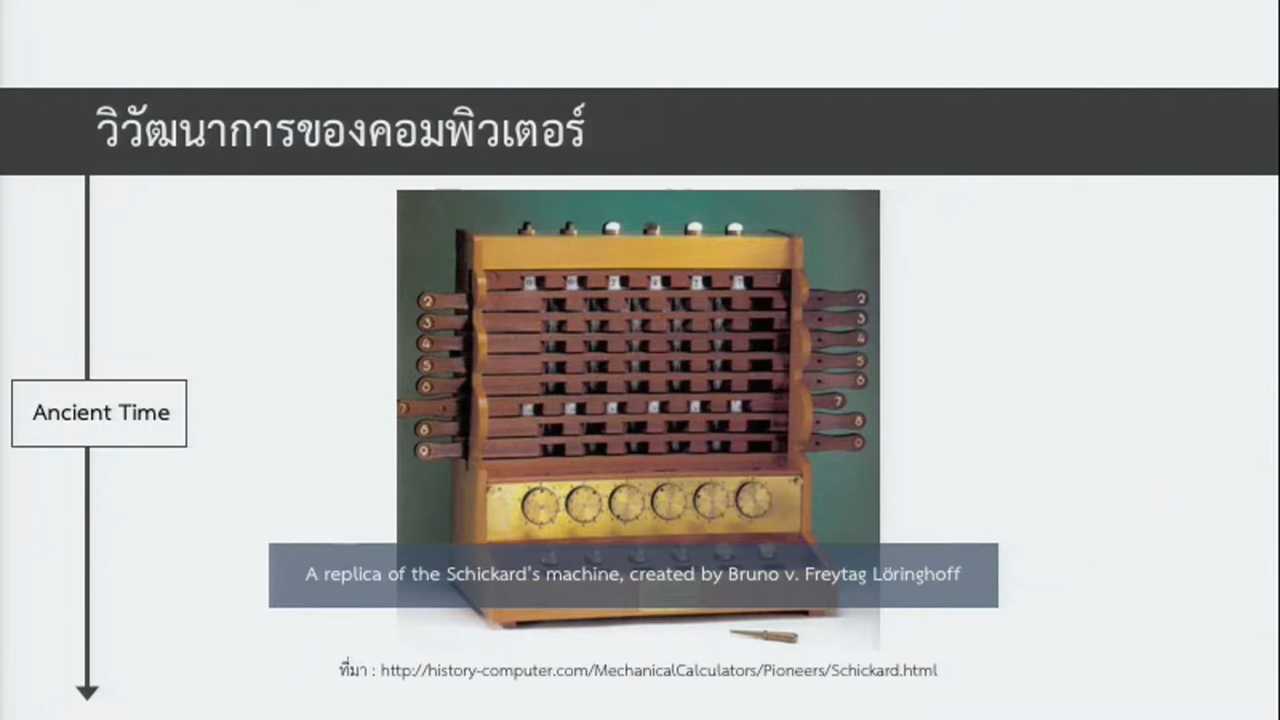 วิวัฒนาการของคอมพิวเตอร์
Ancient Time
A replica of the Schickard's machine, created by Bruno v. Freytag Löringhoff
ที่มา : http://history-computer.com/MechanicalCalculators/Pioneers/Schickard.html